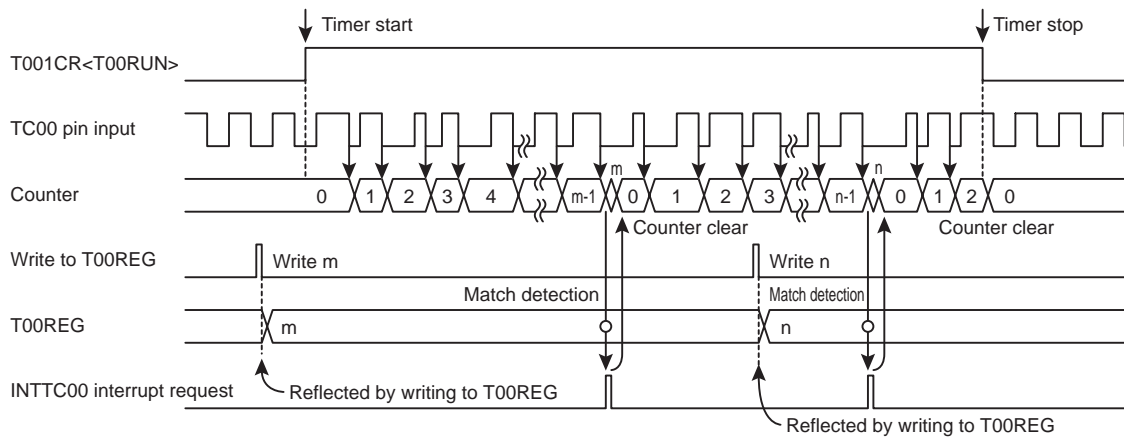 Timer start
Timer stop
T001CR<T00RUN>
TC00 pin input
m
n
Counter
0 1 2 3 4 m-1 0 1 2 3 n-1 0 1 2 0
Counter clear
Counter clear
Write to T00REG
Write m
Write n
Match detection
Match detection
T00REG
m
n
INTTC00 interrupt request
Reflected by writing to T00REG
Reflected by writing to T00REG